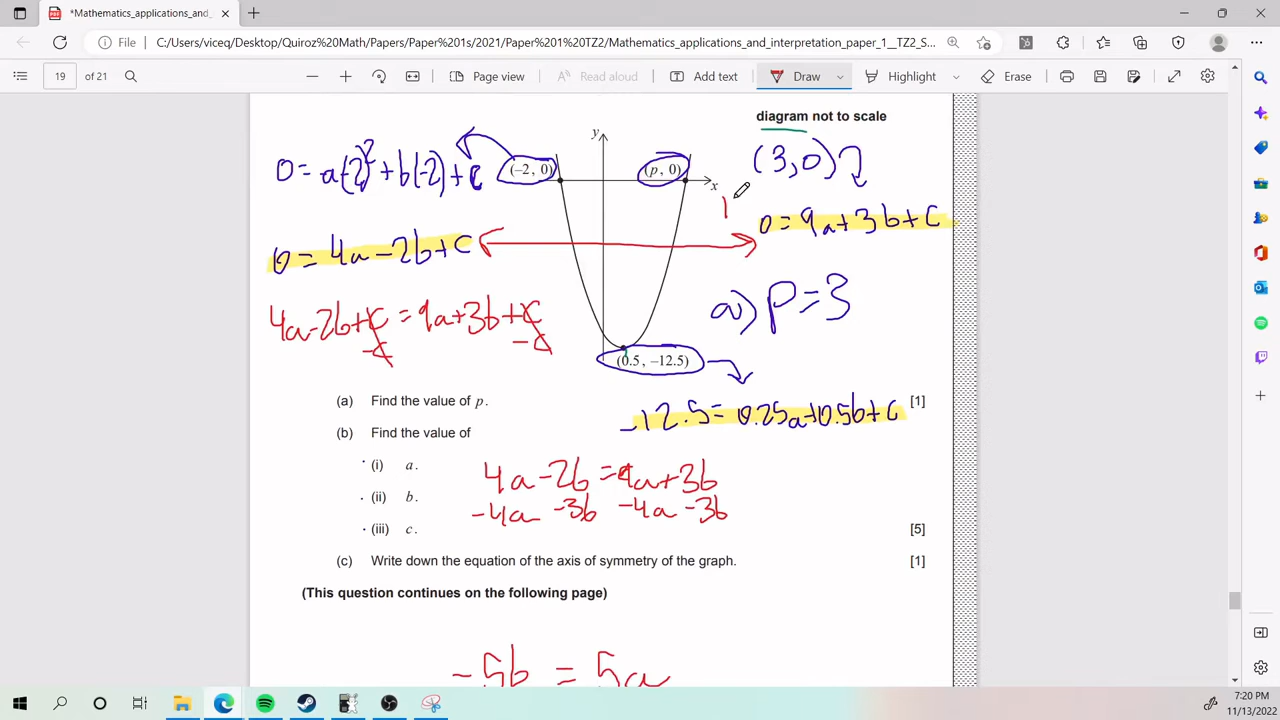 *Mathematics_applications_and_
File C:/Users/viceq/Desktop/Quiroz%20Math/Papers/Paper%201s/2021/Paper%201%20TZ2/Mathematics_applications_and_interpretation_paper_1__TZ2_S...
19 of 21 Page view Read aloud Add text Draw Highlight Erase
diagram not to scale
y
0 = a(-2)² + b(-2) + c
(−2, 0)
(p, 0)
x
(3, 0)
0 = 9a + 3b + c
0 = 4a - 2b + c
4a - 2b + c = 9a + 3b + c
-c -c
a) p = 3
(0.5, −12.5)
-12.5 = 0.25a + 0.5b + c
(a) Find the value of p. [1]
(b) Find the value of
(i) a.
(ii) b.
(iii) c. [5]
4a - 2b = 9a + 3b
-4a -3b -4a -3b
(c) Write down the equation of the axis of symmetry of the graph. [1]
(This question continues on the following page)
-5b = 5a
7:20 PM
11/13/2022